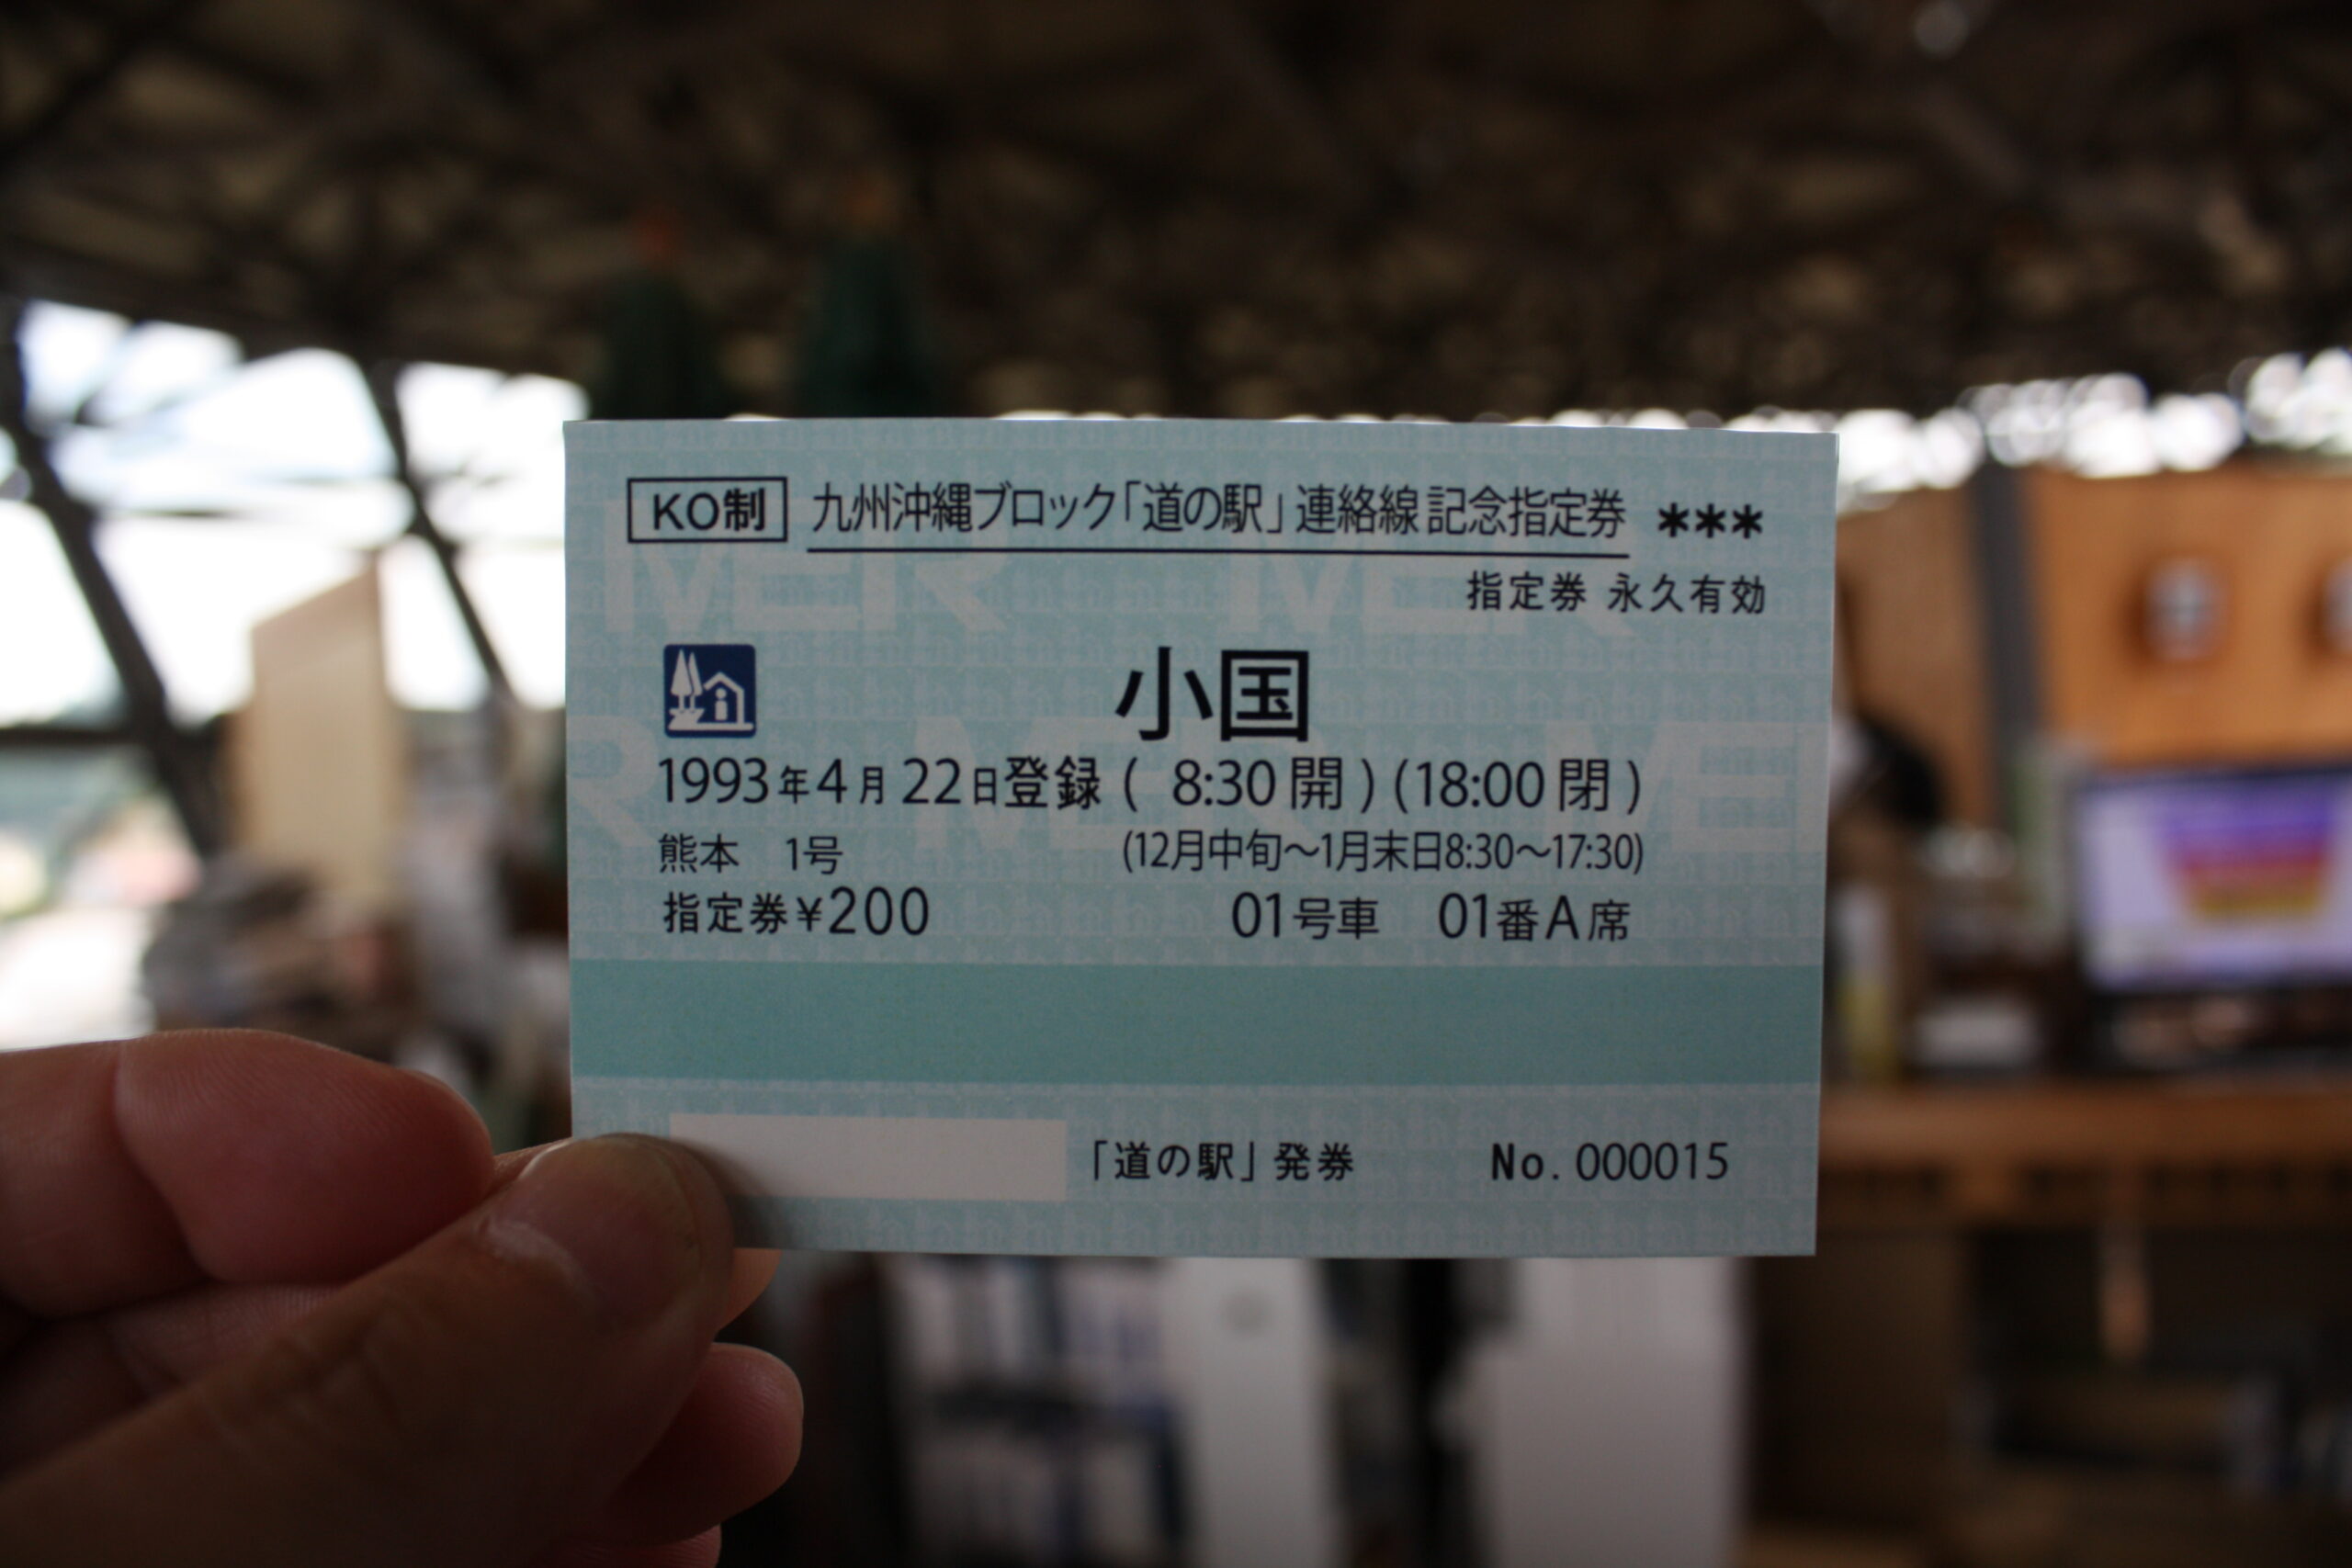 KO制 九州沖縄ブロック「道の駅」連絡線記念指定券 ***
指定券 永久有効
小国
1993年4月22日登録 ( 8:30開) (18:00閉)
熊本 1号 (12月中旬～1月末日8:30～17:30)
指定券¥200 01号車 01番A席
「道の駅」発券 No. 000015